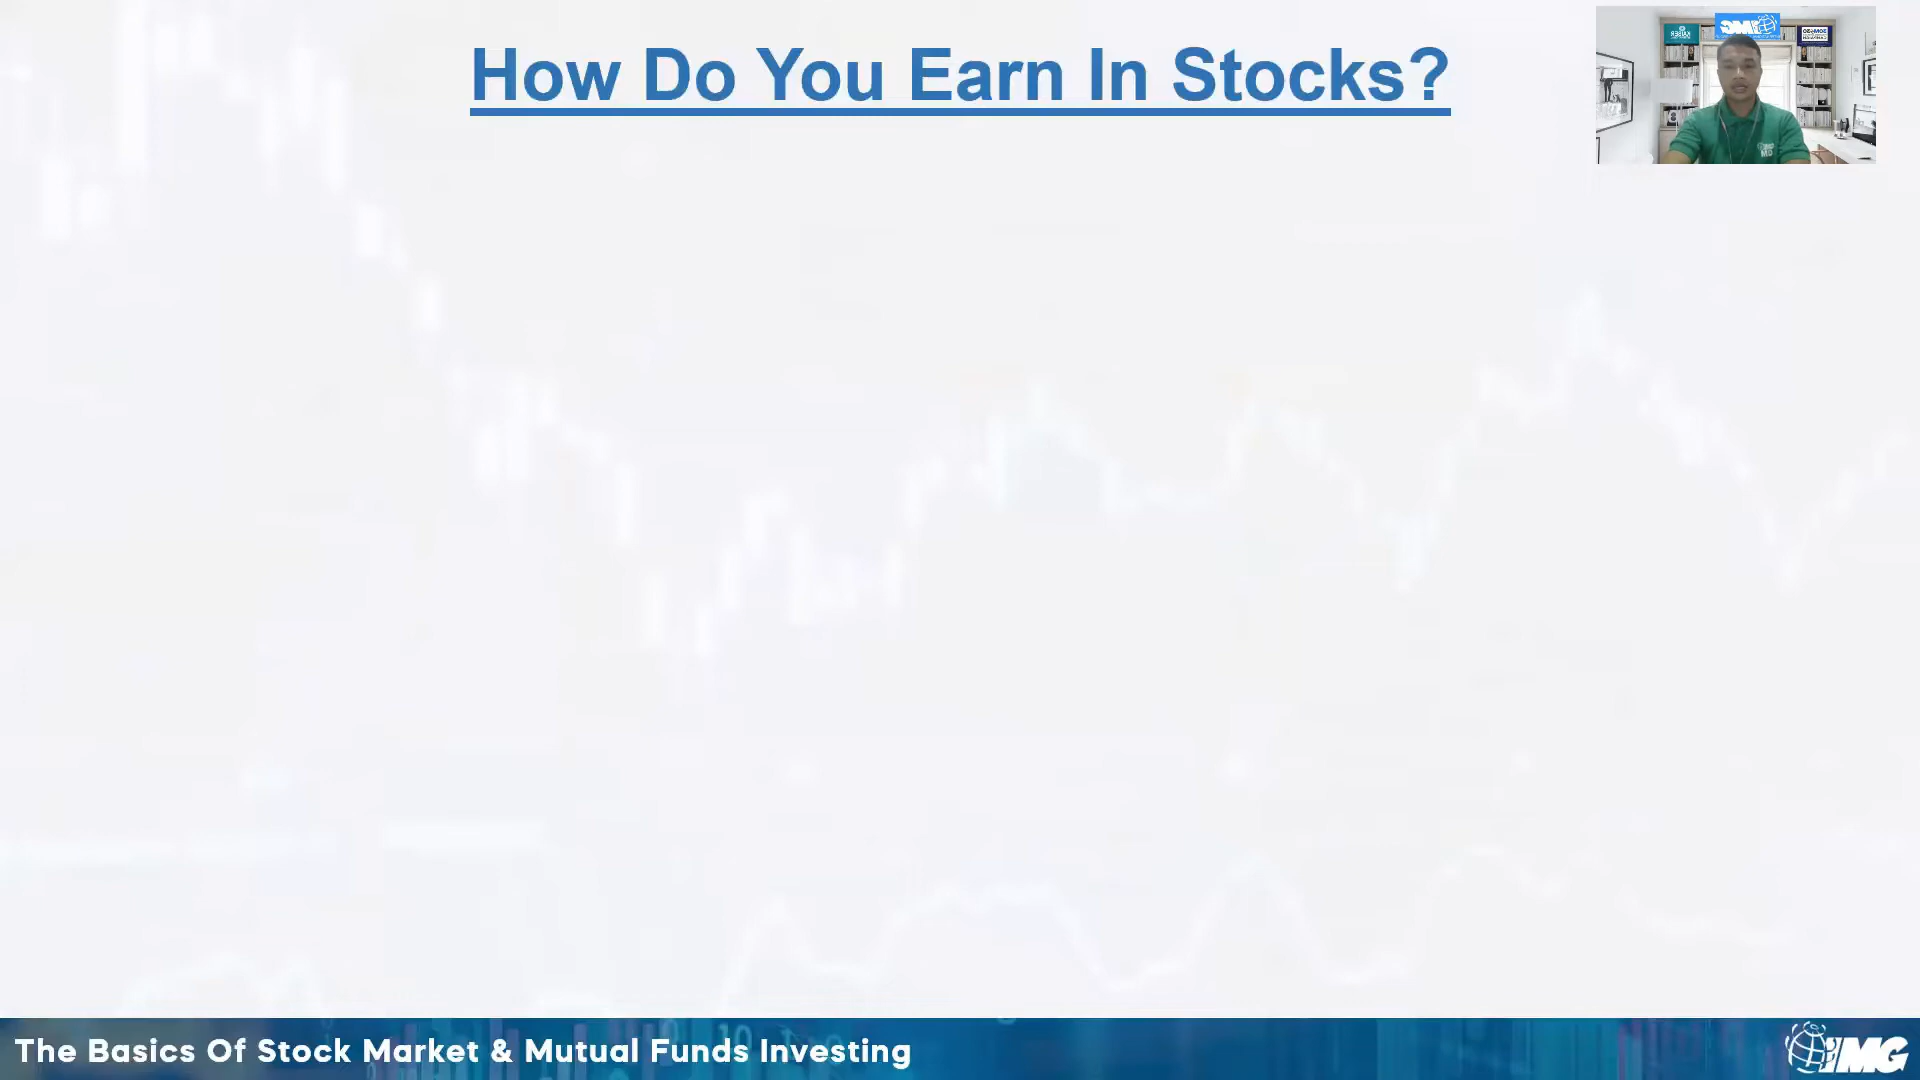 How Do You Earn In Stocks?
The Basics Of Stock Market & Mutual Funds Investing
IMG